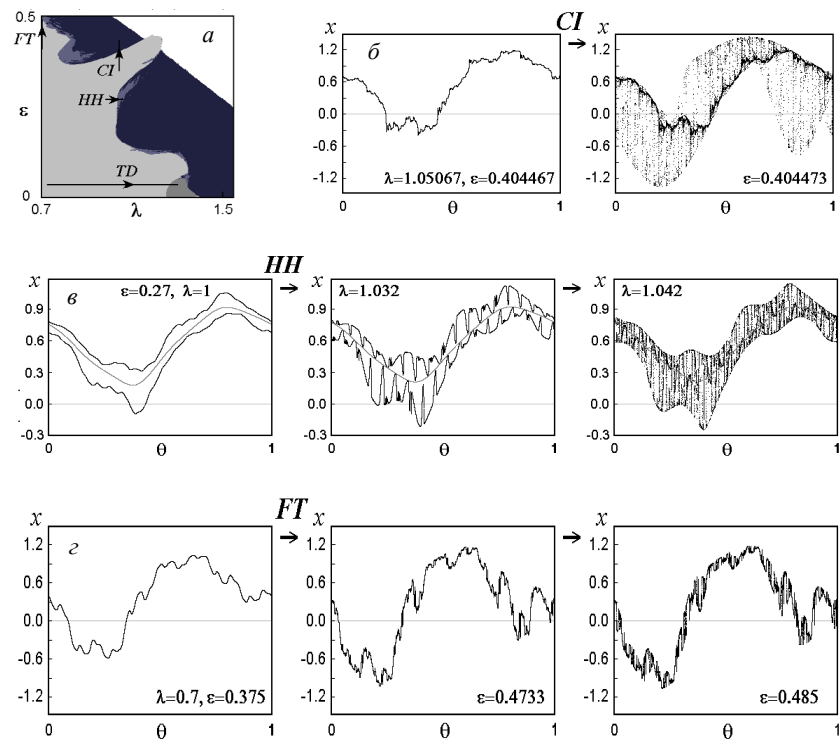 0.5
FT
а
CI
ε
HH
TD
0
0.7
λ
1.5
x
б
CI
x
1.2
0.6
0.0
-0.6
-1.2
λ=1.05067, ε=0.404467
0
θ
1
1.2
0.6
0.0
-0.6
-1.2
ε=0.404473
0
θ
1
x
HH
x
x
ε=0.27, λ=1
0.9
0.6
0.3
0.0
-0.3
в
0
θ
1
λ=1.032
0.9
0.6
0.3
0.0
-0.3
0
θ
1
λ=1.042
0.9
0.6
0.3
0.0
-0.3
0
θ
1
x
FT
x
x
г
1.2
0.6
0.0
-0.6
-1.2
λ=0.7, ε=0.375
0
θ
1
1.2
0.6
0.0
-0.6
-1.2
ε=0.4733
0
θ
1
1.2
0.6
0.0
-0.6
-1.2
ε=0.485
0
θ
1